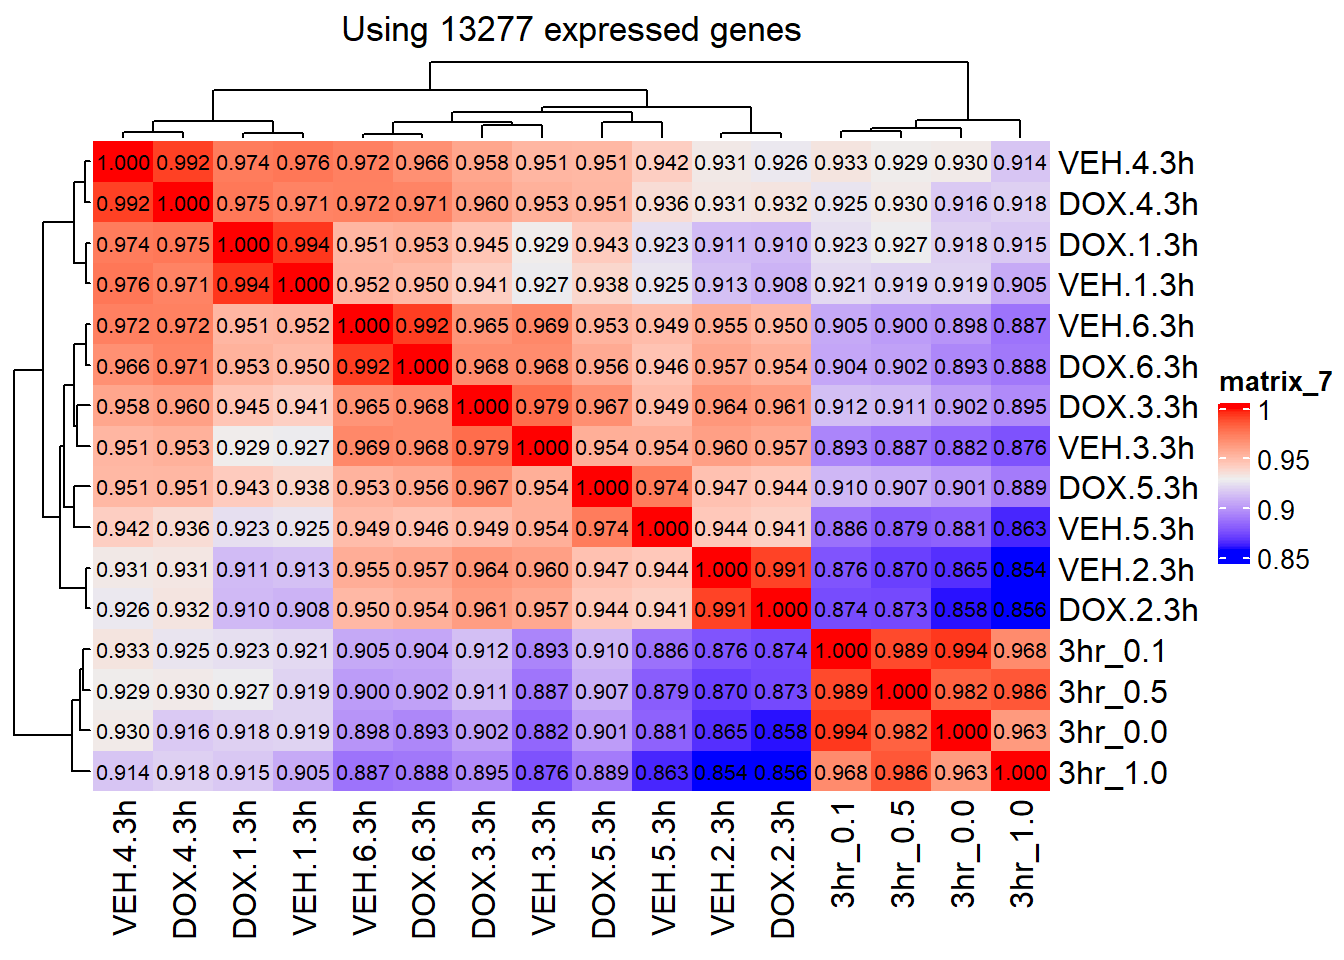 Using 13277 expressed genes
1.000 0.992 0.974 0.976 0.972 0.966 0.958 0.951 0.951 0.942 0.931 0.926 0.933 0.929 0.930 0.914 VEH.4.3h
0.992 1.000 0.975 0.971 0.972 0.971 0.960 0.953 0.951 0.936 0.931 0.932 0.925 0.930 0.916 0.918 DOX.4.3h
0.974 0.975 1.000 0.994 0.951 0.953 0.945 0.929 0.943 0.923 0.911 0.910 0.923 0.927 0.918 0.915 DOX.1.3h
0.976 0.971 0.994 1.000 0.952 0.950 0.941 0.927 0.938 0.925 0.913 0.908 0.921 0.919 0.919 0.905 VEH.1.3h
0.972 0.972 0.951 0.952 1.000 0.992 0.965 0.969 0.953 0.949 0.955 0.950 0.905 0.900 0.898 0.887 VEH.6.3h
0.966 0.971 0.953 0.950 0.992 1.000 0.968 0.968 0.956 0.946 0.957 0.954 0.904 0.902 0.893 0.888 DOX.6.3h
0.958 0.960 0.945 0.941 0.965 0.968 1.000 0.979 0.967 0.949 0.964 0.961 0.912 0.911 0.902 0.895 DOX.3.3h
0.951 0.953 0.929 0.927 0.969 0.968 0.979 1.000 0.954 0.954 0.960 0.957 0.893 0.887 0.882 0.876 VEH.3.3h
0.951 0.951 0.943 0.938 0.953 0.956 0.967 0.954 1.000 0.974 0.947 0.944 0.910 0.907 0.901 0.889 DOX.5.3h
0.942 0.936 0.923 0.925 0.949 0.946 0.949 0.954 0.974 1.000 0.944 0.941 0.886 0.879 0.881 0.863 VEH.5.3h
0.931 0.931 0.911 0.913 0.955 0.957 0.964 0.960 0.947 0.944 1.000 0.991 0.876 0.870 0.865 0.854 VEH.2.3h
0.926 0.932 0.910 0.908 0.950 0.954 0.961 0.957 0.944 0.941 0.991 1.000 0.874 0.873 0.858 0.856 DOX.2.3h
0.933 0.925 0.923 0.921 0.905 0.904 0.912 0.893 0.910 0.886 0.876 0.874 1.000 0.989 0.994 0.968 3hr_0.1
0.929 0.930 0.927 0.919 0.900 0.902 0.911 0.887 0.907 0.879 0.870 0.873 0.989 1.000 0.982 0.986 3hr_0.5
0.930 0.916 0.918 0.919 0.898 0.893 0.902 0.882 0.901 0.881 0.865 0.858 0.994 0.982 1.000 0.963 3hr_0.0
0.914 0.918 0.915 0.905 0.887 0.888 0.895 0.876 0.889 0.863 0.854 0.856 0.968 0.986 0.963 1.000 3hr_1.0
VEH.4.3h DOX.4.3h DOX.1.3h VEH.1.3h VEH.6.3h DOX.6.3h DOX.3.3h VEH.3.3h DOX.5.3h VEH.5.3h VEH.2.3h DOX.2.3h 3hr_0.1 3hr_0.5 3hr_0.0 3hr_1.0
matrix_7
1
0.95
0.9
0.85